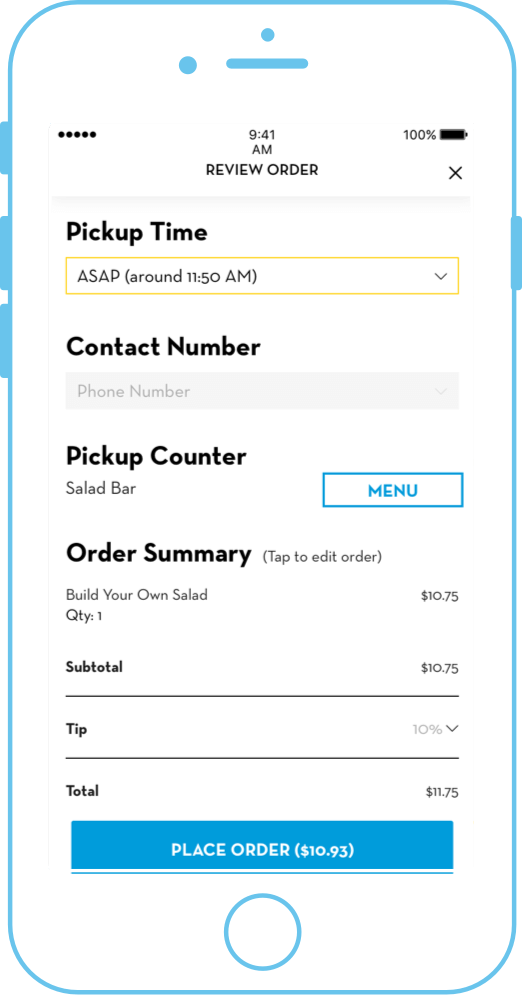 9:41
AM
100%
REVIEW ORDER
Pickup Time
ASAP (around 11:50 AM)
Contact Number
Phone Number
Pickup Counter
Salad Bar
MENU
Order Summary (Tap to edit order)
Build Your Own Salad $10.75
Qty: 1
Subtotal $10.75
Tip 10%
Total $11.75
PLACE ORDER ($10.93)